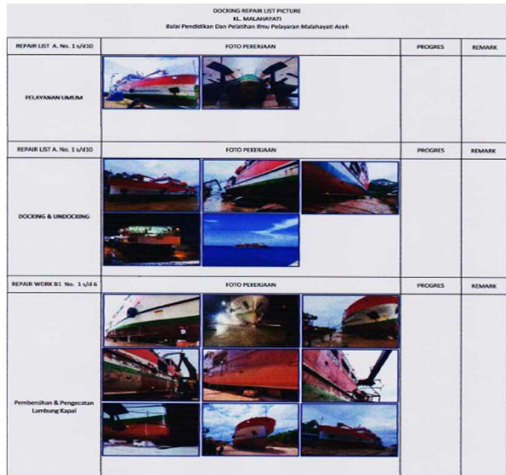 DOCKING REPAIR LIST PICTURE
KL. MALAHAYATI
Balai Pendidikan Dan Pelatihan Ilmu Pelayaran Malahayati Aceh
REPAIR LIST A. No. 1 s/d10 FOTO PEKERJAAN PROGRES REMARK
PELAYANAN UMUM
REPAIR LIST A. No. 1 s/d10 FOTO PEKERJAAN PROGRES REMARK
DOCKING & UNDOCKING
REPAIR WORK B1 No. 1 s/d 6 FOTO PEKERJAAN PROGRES REMARK
Pembersihan & Pengecatan
Lambung Kapal